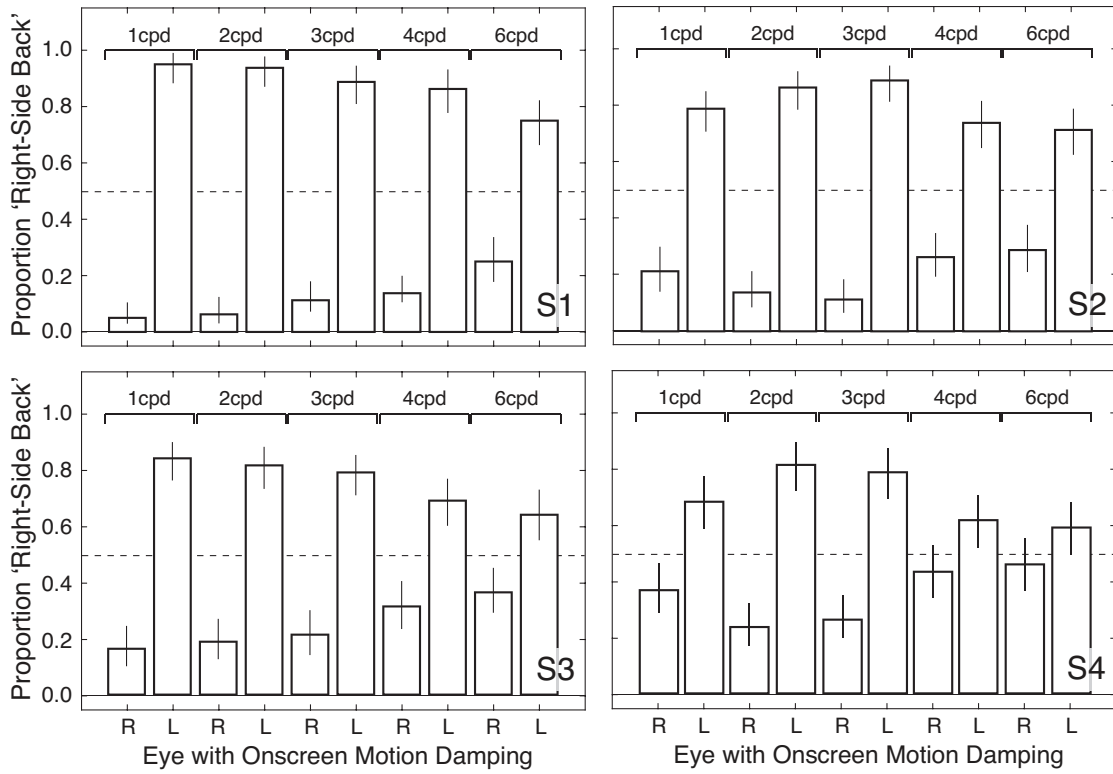 1cpd 2cpd 3cpd 4cpd 6cpd
1.0
0.8
0.6
0.4
0.2
0.0
Proportion ‘Right-Side Back’
S1
1cpd 2cpd 3cpd 4cpd 6cpd
S2
1cpd 2cpd 3cpd 4cpd 6cpd
1.0
0.8
0.6
0.4
0.2
0.0
Proportion ‘Right-Side Back’
S3
R L R L R L R L R L
Eye with Onscreen Motion Damping
1cpd 2cpd 3cpd 4cpd 6cpd
S4
R L R L R L R L R L
Eye with Onscreen Motion Damping